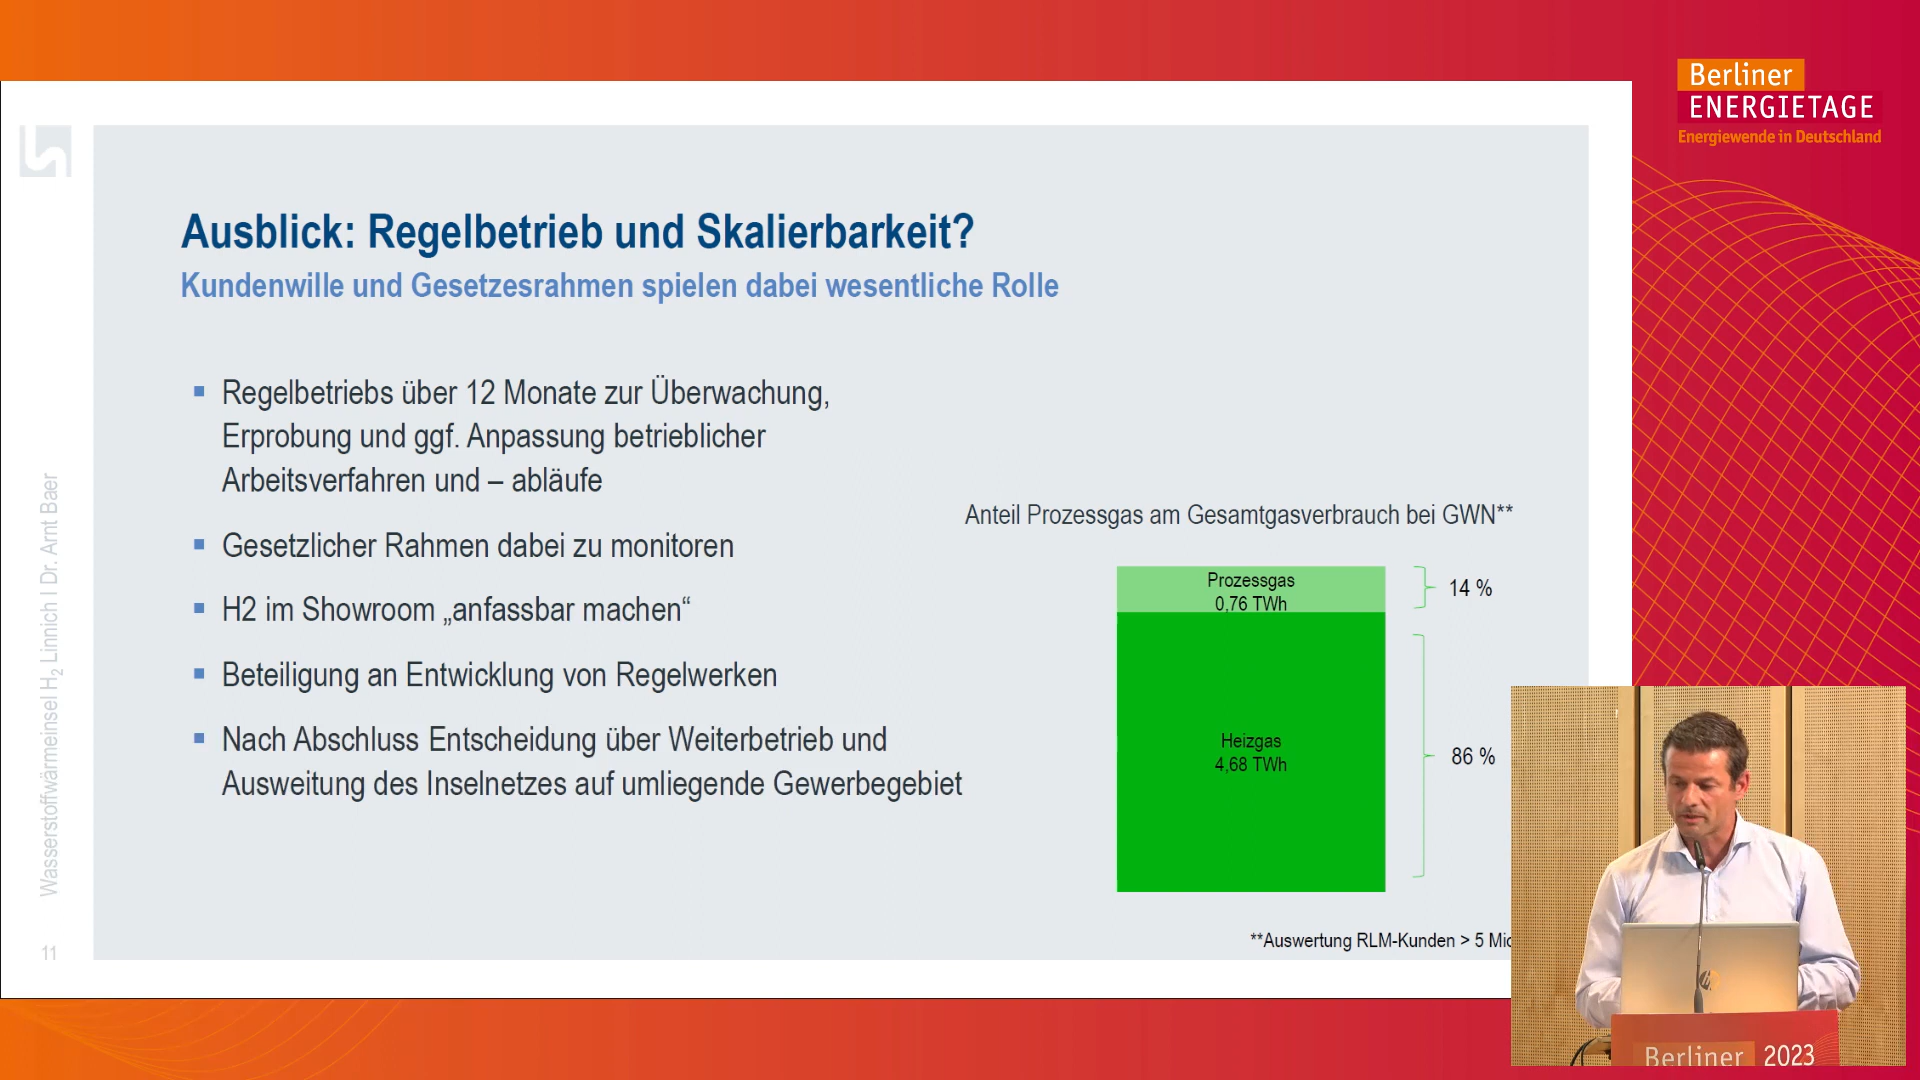 Berliner
ENERGIETAGE
Energiewende in Deutschland
Ausblick: Regelbetrieb und Skalierbarkeit?
Kundenwille und Gesetzesrahmen spielen dabei wesentliche Rolle
Regelbetriebs über 12 Monate zur Überwachung,
Erprobung und ggf. Anpassung betrieblicher
Arbeitsverfahren und – abläufe
Gesetzlicher Rahmen dabei zu monitoren
H2 im Showroom „anfassbar machen“
Beteiligung an Entwicklung von Regelwerken
Nach Abschluss Entscheidung über Weiterbetrieb und
Ausweitung des Inselnetzes auf umliegende Gewerbegebiet
Anteil Prozessgas am Gesamtgasverbrauch bei GWN**
Prozessgas
0,76 TWh
14 %
Heizgas
4,68 TWh
86 %
**Auswertung RLM-Kunden > 5 Mio
Wasserstoffwärmeinsel H₂ Linnich I Dr. Arnt Baer
11
Berliner 2023